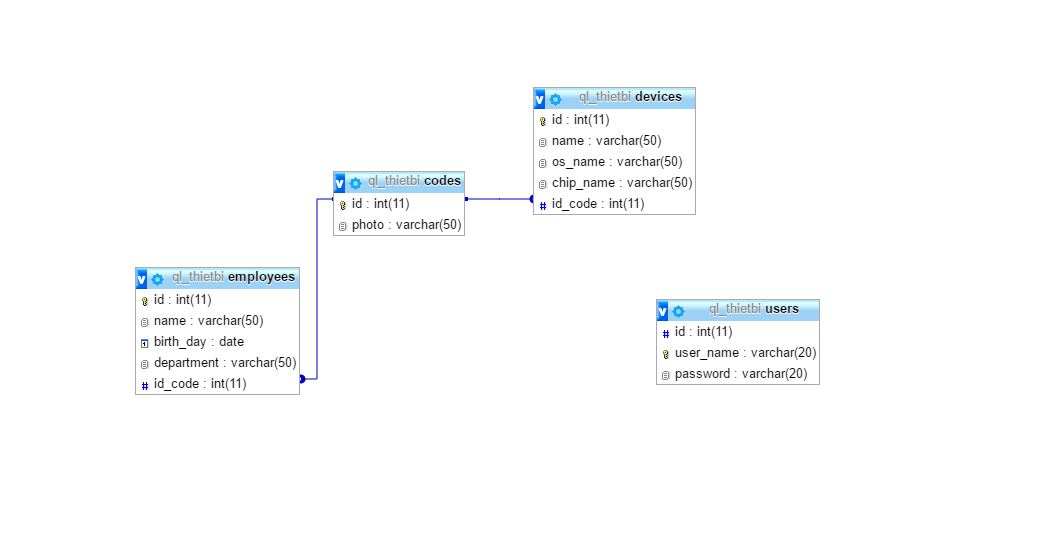 ql_thietbi devices
id : int(11)
name : varchar(50)
os_name : varchar(50)
chip_name : varchar(50)
id_code : int(11)
ql_thietbi codes
id : int(11)
photo : varchar(50)
ql_thietbi employees
id : int(11)
name : varchar(50)
birth_day : date
department : varchar(50)
id_code : int(11)
ql_thietbi users
id : int(11)
user_name : varchar(20)
password : varchar(20)